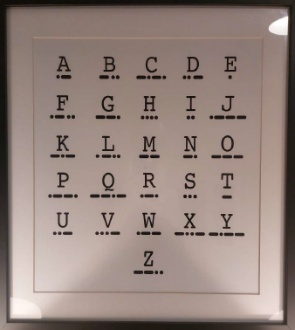 A B C D E
F G H I J
K L M N O
P Q R S T
U V W X Y
Z